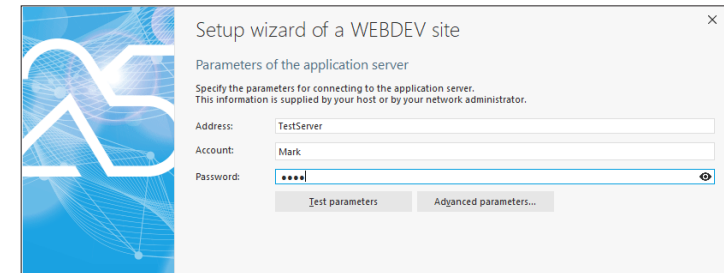 Setup wizard of a WEBDEV site
Parameters of the application server
Specify the parameters for connecting to the application server.
This information is supplied by your host or by your network administrator.
Address: TestServer
Account: Mark
Password: ••••
Test parameters Advanced parameters...